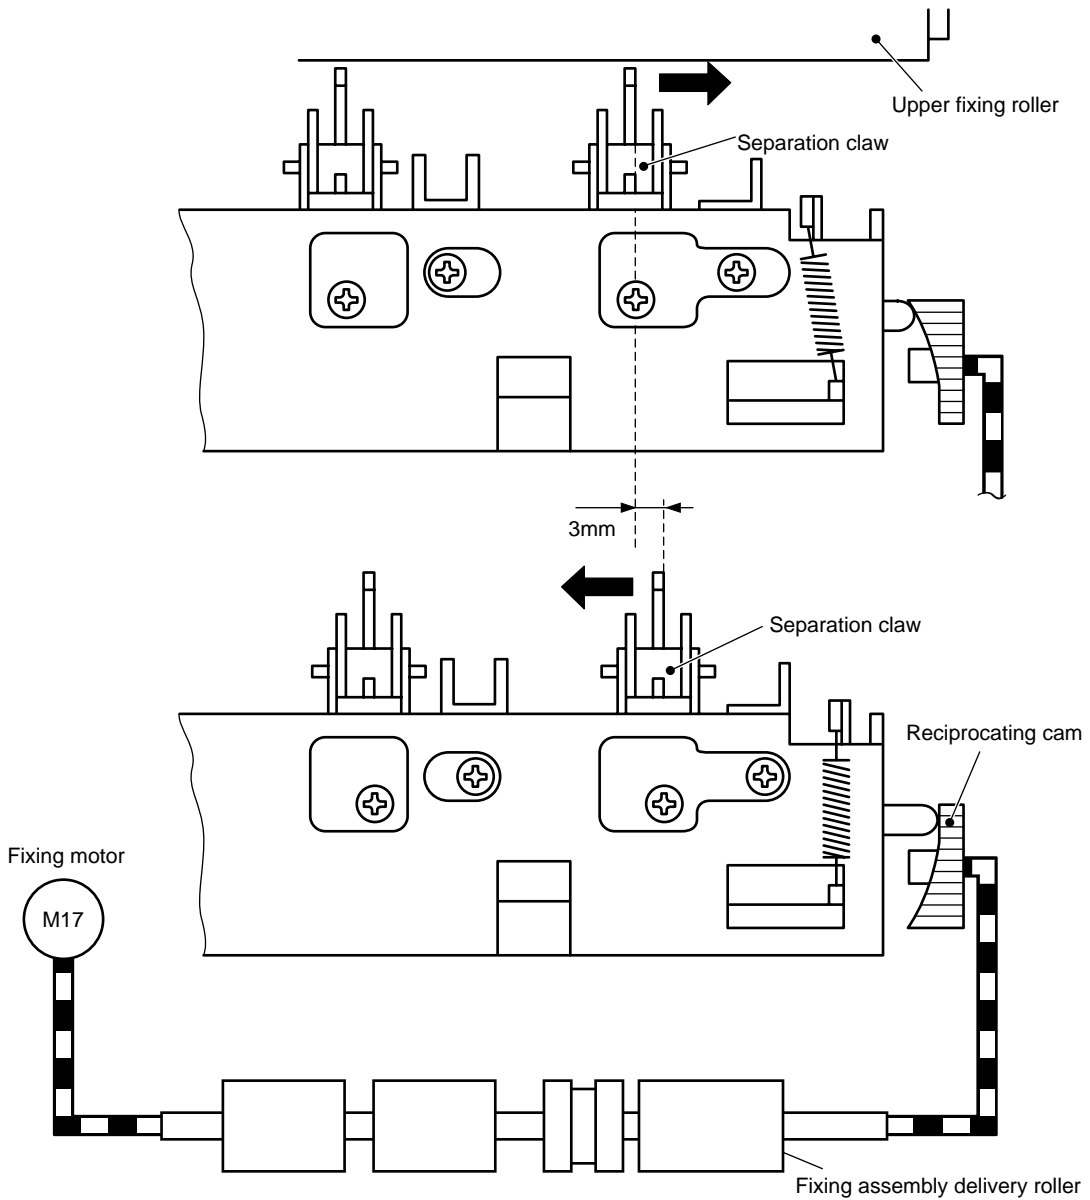 Upper fixing roller
Separation claw
3mm
Separation claw
Reciprocating cam
Fixing motor
M17
Fixing assembly delivery roller